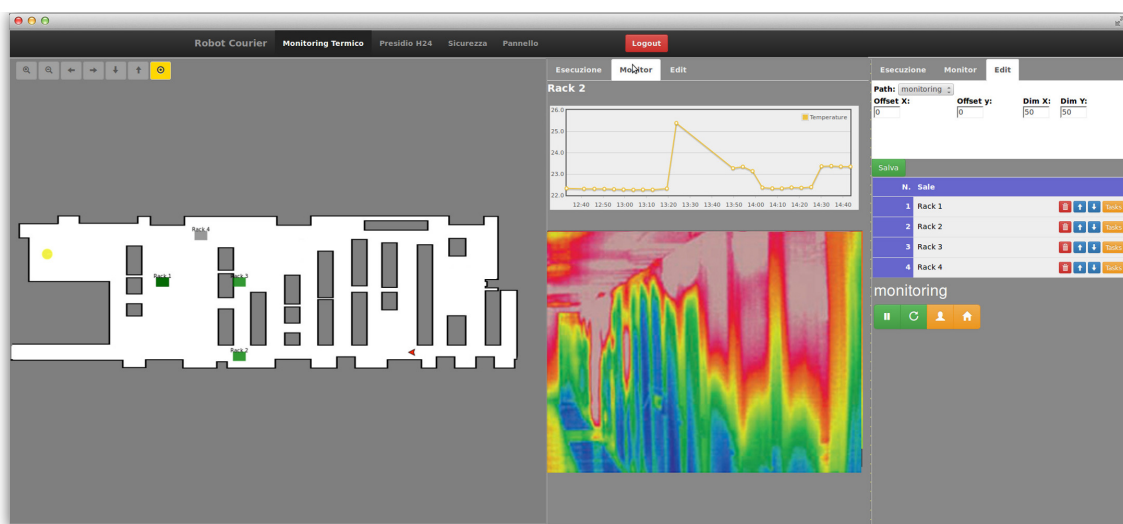 Robot Courier Monitoring Termico Presidio H24 Sicurezza Pannello Logout
Esecuzione Monitor Edit
Rack 2
26.0
25.0
24.0
23.0
22.0
Temperature
12:40 12:50 13:00 13:10 13:20 13:30 13:40 13:50 14:00 14:10 14:20 14:30 14:40
Rack 4
Rack 3
Rack 2
Esecuzione Monitor Edit
Path: monitoring
Offset X: Offset y: Dim X: Dim Y:
0 0 50 50
Salva
N. Sale
1 Rack 1 Tasks
2 Rack 2 Tasks
3 Rack 3 Tasks
4 Rack 4 Tasks
monitoring